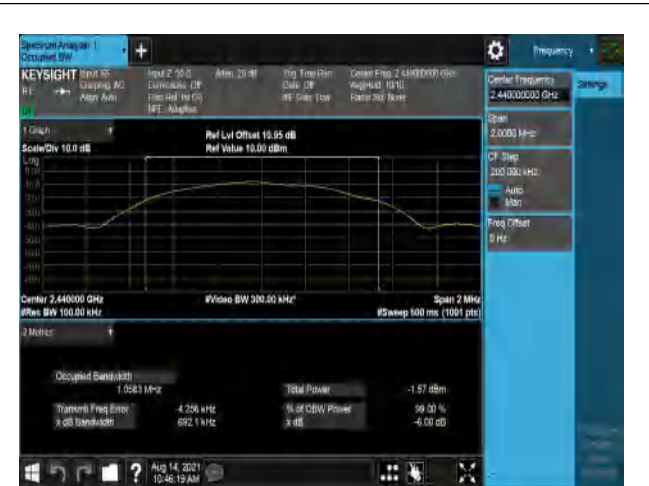 Spectrum Analyzer 1
Occupied BW
+
Frequency
KEYSIGHT Input: RF
Coupling: AC
Align: Auto
Input Z: 50 Ω
Corrections: Off
Freq Ref: Int (S)
NFE: Adaptive
Atten: 20 dB
Trig: Free Run
Gate: Off
#IF Gain: Low
Center Freq: 2.440000000 GHz
Avg|Hold: 10/10
Radio Std: None
Center Frequency
2.440000000 GHz
Settings
Span
2.0000 MHz
CF Step
200.000 kHz
Auto
Man
Freq Offset
0 Hz
1 Graph
Scale/Div 10.0 dB
Ref Lvl Offset 10.95 dB
Ref Value 10.00 dBm
Log
Center 2.440000 GHz
#Res BW 100.00 kHz
#Video BW 300.00 kHz*
Span 2 MHz
#Sweep 500 ms (1001 pts)
2 Metrics
Occupied Bandwidth
1.0583 MHz
Total Power -1.57 dBm
Transmit Freq Error 4.256 kHz
% of OBW Power 99.00 %
x dB Bandwidth 692.1 kHz
x dB -6.00 dB
?
Aug 14, 2021
10:46:19 AM